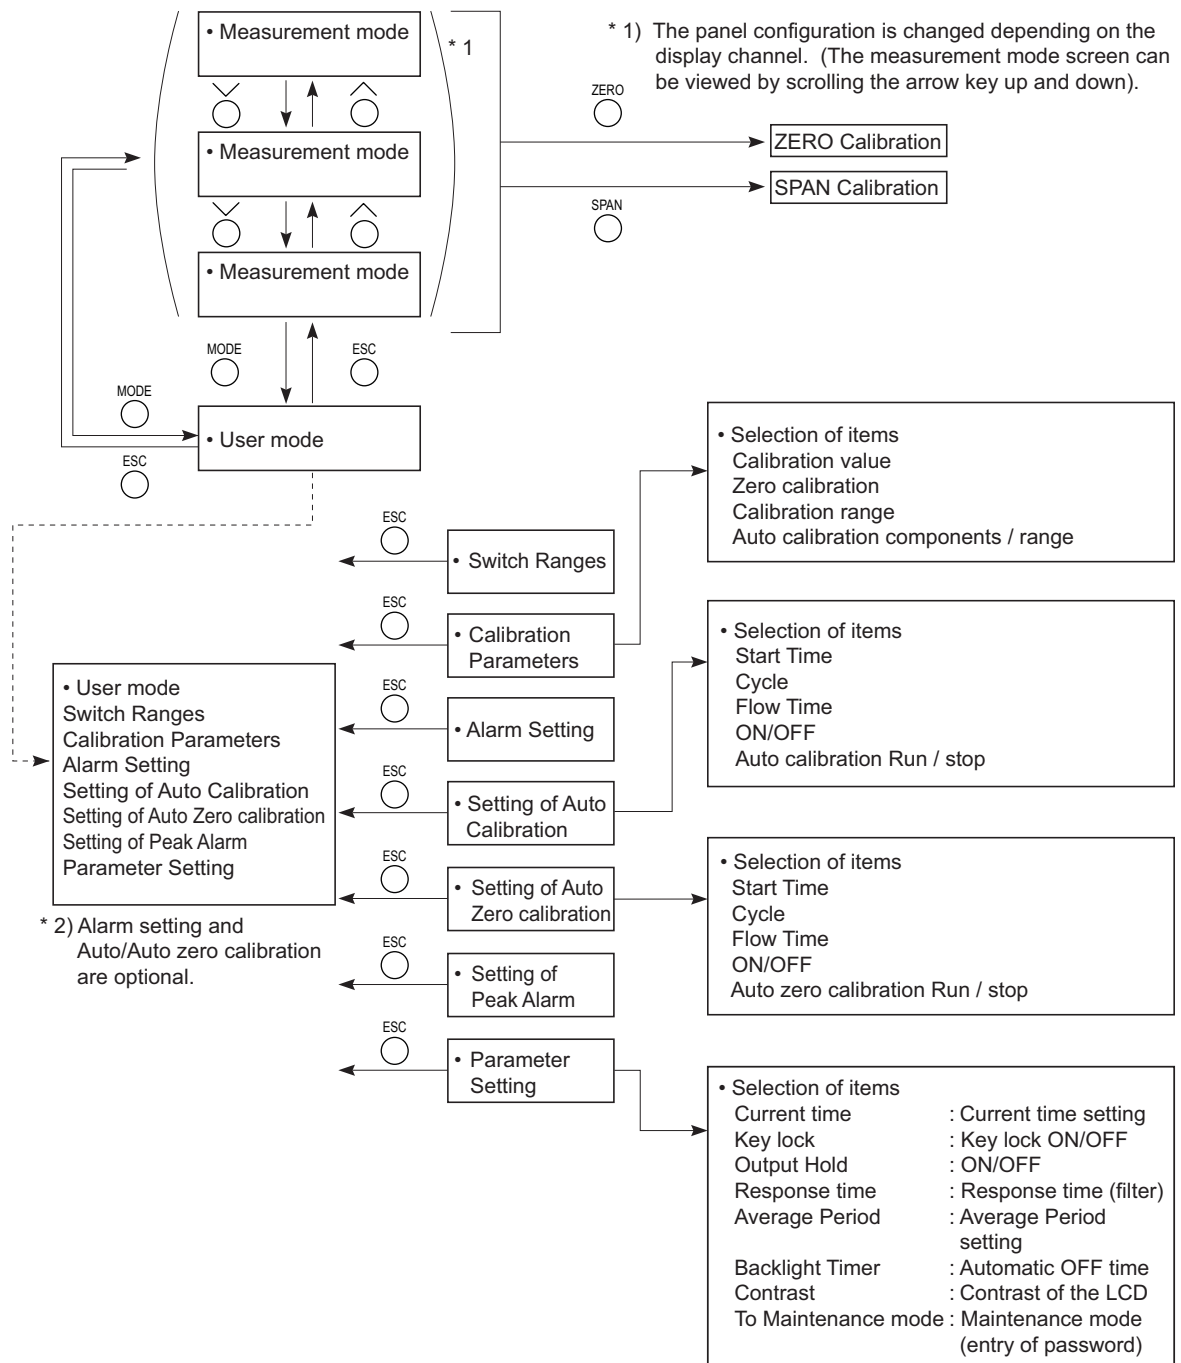 • Measurement mode
* 1
* 1) The panel configuration is changed depending on the
display channel. (The measurement mode screen can
be viewed by scrolling the arrow key up and down).
ZERO
• Measurement mode
ZERO Calibration
SPAN Calibration
SPAN
• Measurement mode
MODE
ESC
MODE
• User mode
ESC
• Selection of items
Calibration value
Zero calibration
Calibration range
Auto calibration components / range
ESC
• Switch Ranges
ESC
• Calibration
Parameters
• Selection of items
Start Time
Cycle
Flow Time
ON/OFF
Auto calibration Run / stop
• User mode
Switch Ranges
Calibration Parameters
Alarm Setting
Setting of Auto Calibration
Setting of Auto Zero calibration
Setting of Peak Alarm
Parameter Setting
ESC
• Alarm Setting
ESC
• Setting of Auto
Calibration
ESC
• Setting of Auto
Zero calibration
• Selection of items
Start Time
Cycle
Flow Time
ON/OFF
Auto zero calibration Run / stop
* 2) Alarm setting and
Auto/Auto zero calibration
are optional.
ESC
• Setting of
Peak Alarm
ESC
• Parameter
Setting
• Selection of items
Current time : Current time setting
Key lock : Key lock ON/OFF
Output Hold : ON/OFF
Response time : Response time (filter)
Average Period : Average Period
setting
Backlight Timer : Automatic OFF time
Contrast : Contrast of the LCD
To Maintenance mode : Maintenance mode
(entry of password)